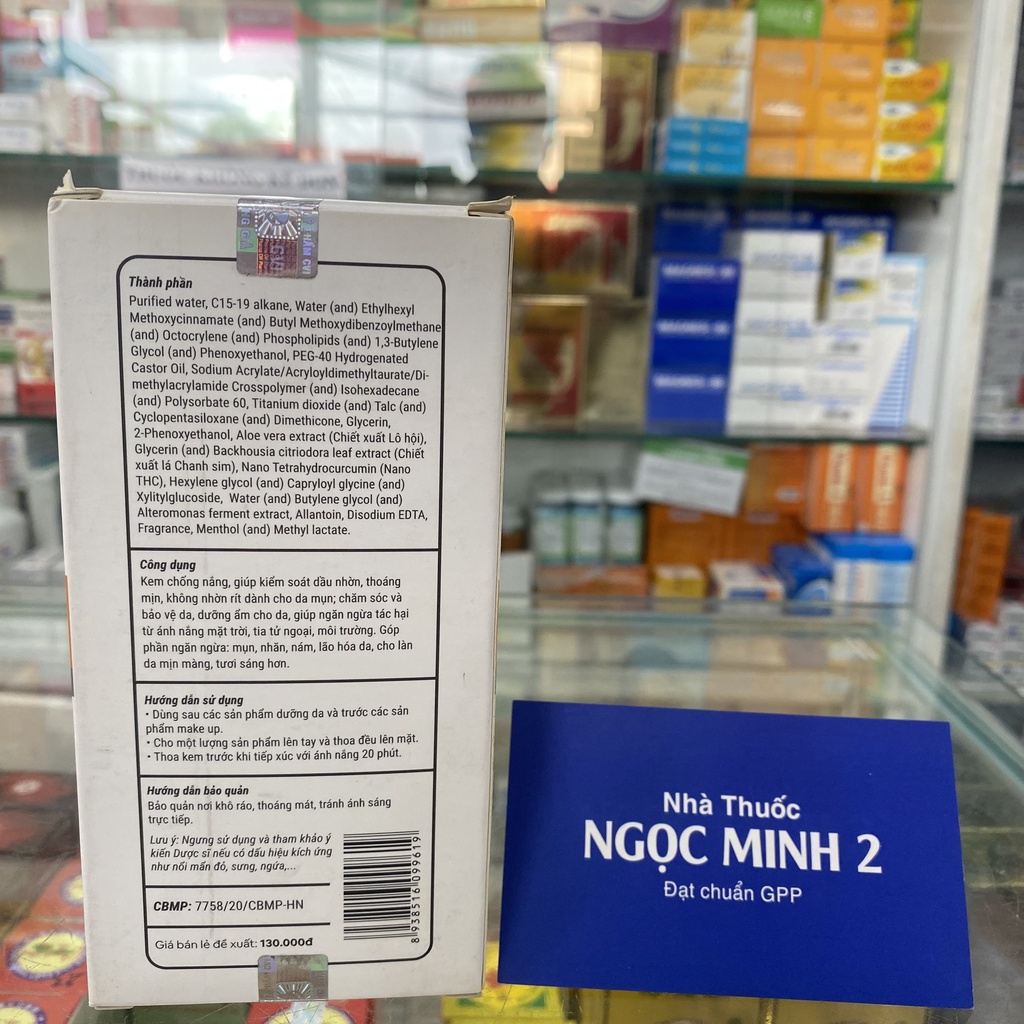 Thành phần
Purified water, C15-19 alkane, Water (and) Ethylhexyl
Methoxycinnamate (and) Butyl Methoxydibenzoylmethane
(and) Octocrylene (and) Phospholipids (and) 1,3-Butylene
Glycol (and) Phenoxyethanol, PEG-40 Hydrogenated
Castor Oil, Sodium Acrylate/Acryloyldimethyltaurate/Di-
methylacrylamide Crosspolymer (and) Isohexadecane
(and) Polysorbate 60, Titanium dioxide (and) Talc (and)
Cyclopentasiloxane (and) Dimethicone, Glycerin,
2-Phenoxyethanol, Aloe vera extract (Chiết xuất Lô hội),
Glycerin (and) Backhousia citriodora leaf extract (Chiết
xuất lá Chanh sim), Nano Tetrahydrocurcumin (Nano
THC), Hexylene glycol (and) Capryloyl glycine (and)
Xylitylglucoside, Water (and) Butylene glycol (and)
Alteromonas ferment extract, Allantoin, Disodium EDTA,
Fragrance, Menthol (and) Methyl lactate.
Công dụng
Kem chống nắng, giúp kiểm soát dầu nhờn, thoáng
mịn, không nhờn rít dành cho da mụn; chăm sóc và
bảo vệ da, dưỡng ẩm cho da, giúp ngăn ngừa tác hại
từ ánh nắng mặt trời, tia tử ngoại, môi trường. Góp
phần ngăn ngừa: mụn, nhăn, nám, lão hóa da, cho làn
da mịn màng, tươi sáng hơn.
Hướng dẫn sử dụng
• Dùng sau các sản phẩm dưỡng da và trước các sản
phẩm make up.
• Cho một lượng sản phẩm lên tay và thoa đều lên mặt.
• Thoa kem trước khi tiếp xúc với ánh nắng 20 phút.
Hướng dẫn bảo quản
Bảo quản nơi khô ráo, thoáng mát, tránh ánh sáng
trực tiếp.
Lưu ý: Ngưng sử dụng và tham khảo ý
kiến Dược sĩ nếu có dấu hiệu kích ứng
như nổi mẩn đỏ, sưng, ngứa,...
CBMP: 7758/20/CBMP-HN
Giá bán lẻ đề xuất: 130.000đ
8 938516 099619
Nhà Thuốc
NGỌC MINH 2
Đạt chuẩn GPP